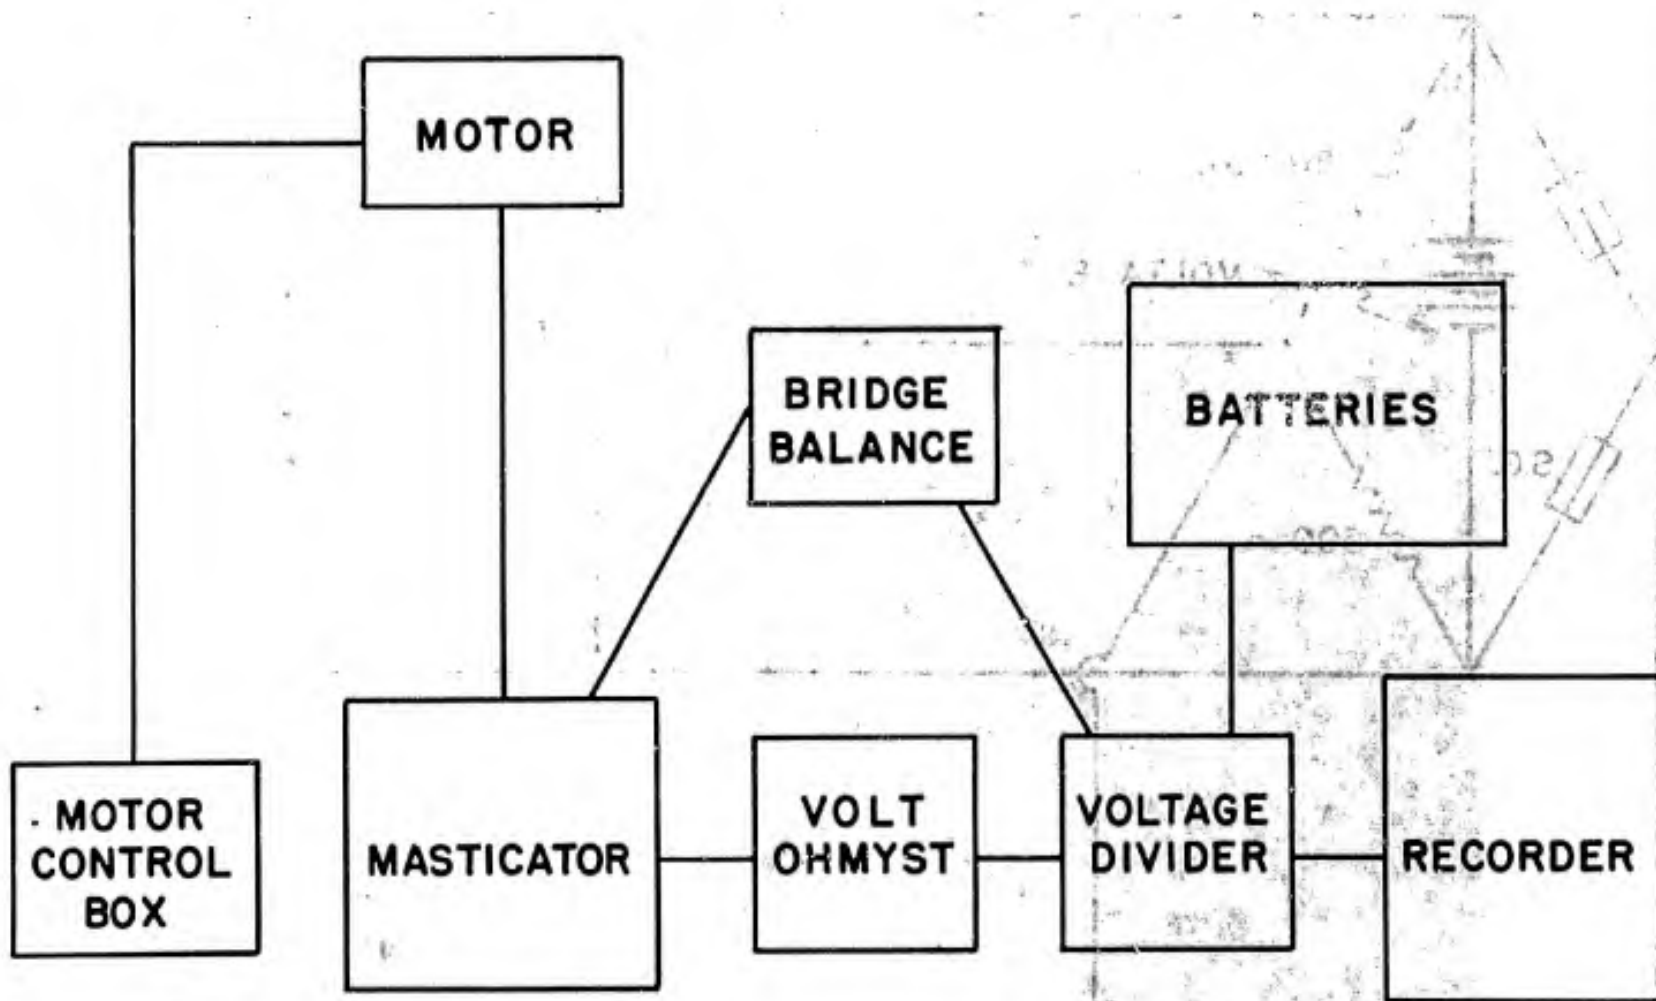 MOTOR
BRIDGE
BALANCE
BATTERIES
MOTOR
CONTROL
BOX
MASTICATOR
VOLT
OHMYST
VOLTAGE
DIVIDER
RECORDER